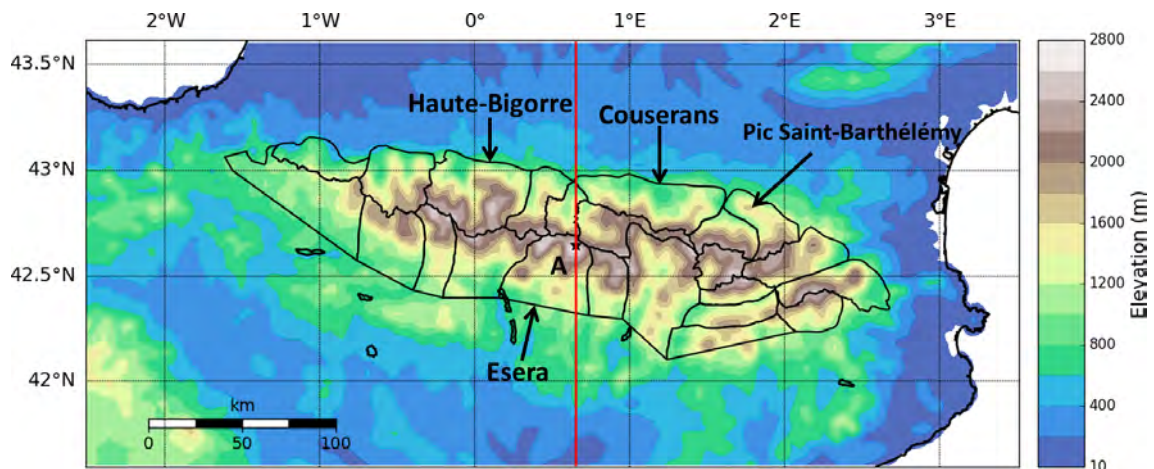 2°W 1°W 0° 1°E 2°E 3°E
43.5°N
43°N
42.5°N
42°N
Haute-Bigorre
Couserans
Pic Saint-Barthélémy
A
Esera
km
0 50 100
2800
2400
2000
1600
1200
800
400
10
Elevation (m)